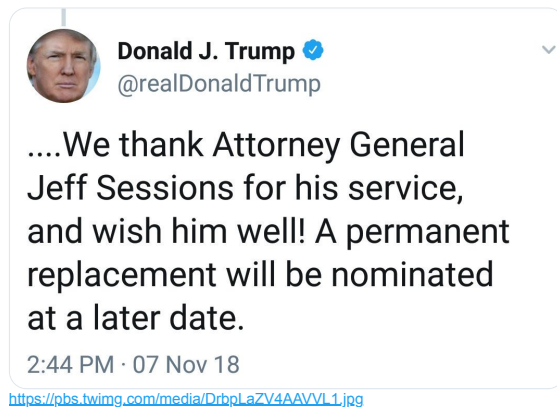 Donald J. Trump
@realDonaldTrump
....We thank Attorney General
Jeff Sessions for his service,
and wish him well! A permanent
replacement will be nominated
at a later date.
2:44 PM · 07 Nov 18
https://pbs.twimg.com/media/DrbpLaZV4AAVVL1.jpg